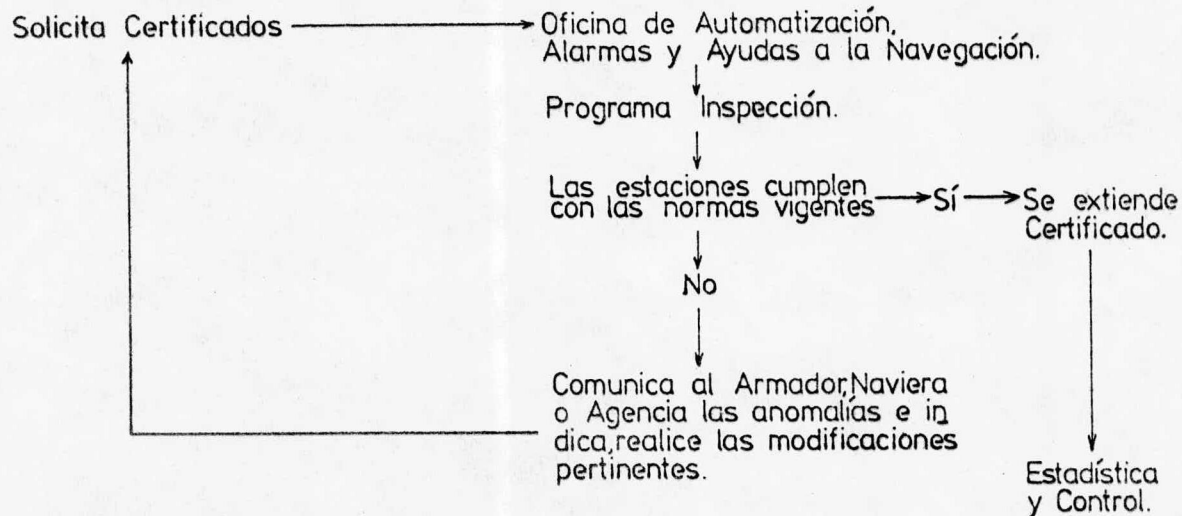 Solicita Certificados
Oficina de Automatización,
Alarmas y Ayudas a la Navegación.
Programa Inspección.
Las estaciones cumplen
con las normas vigentes
Sí
Se extiende
Certificado.
No
Comunica al Armador, Naviera
o Agencia las anomalías e in
dica, realice las modificaciones
pertinentes.
Estadística
y Control.